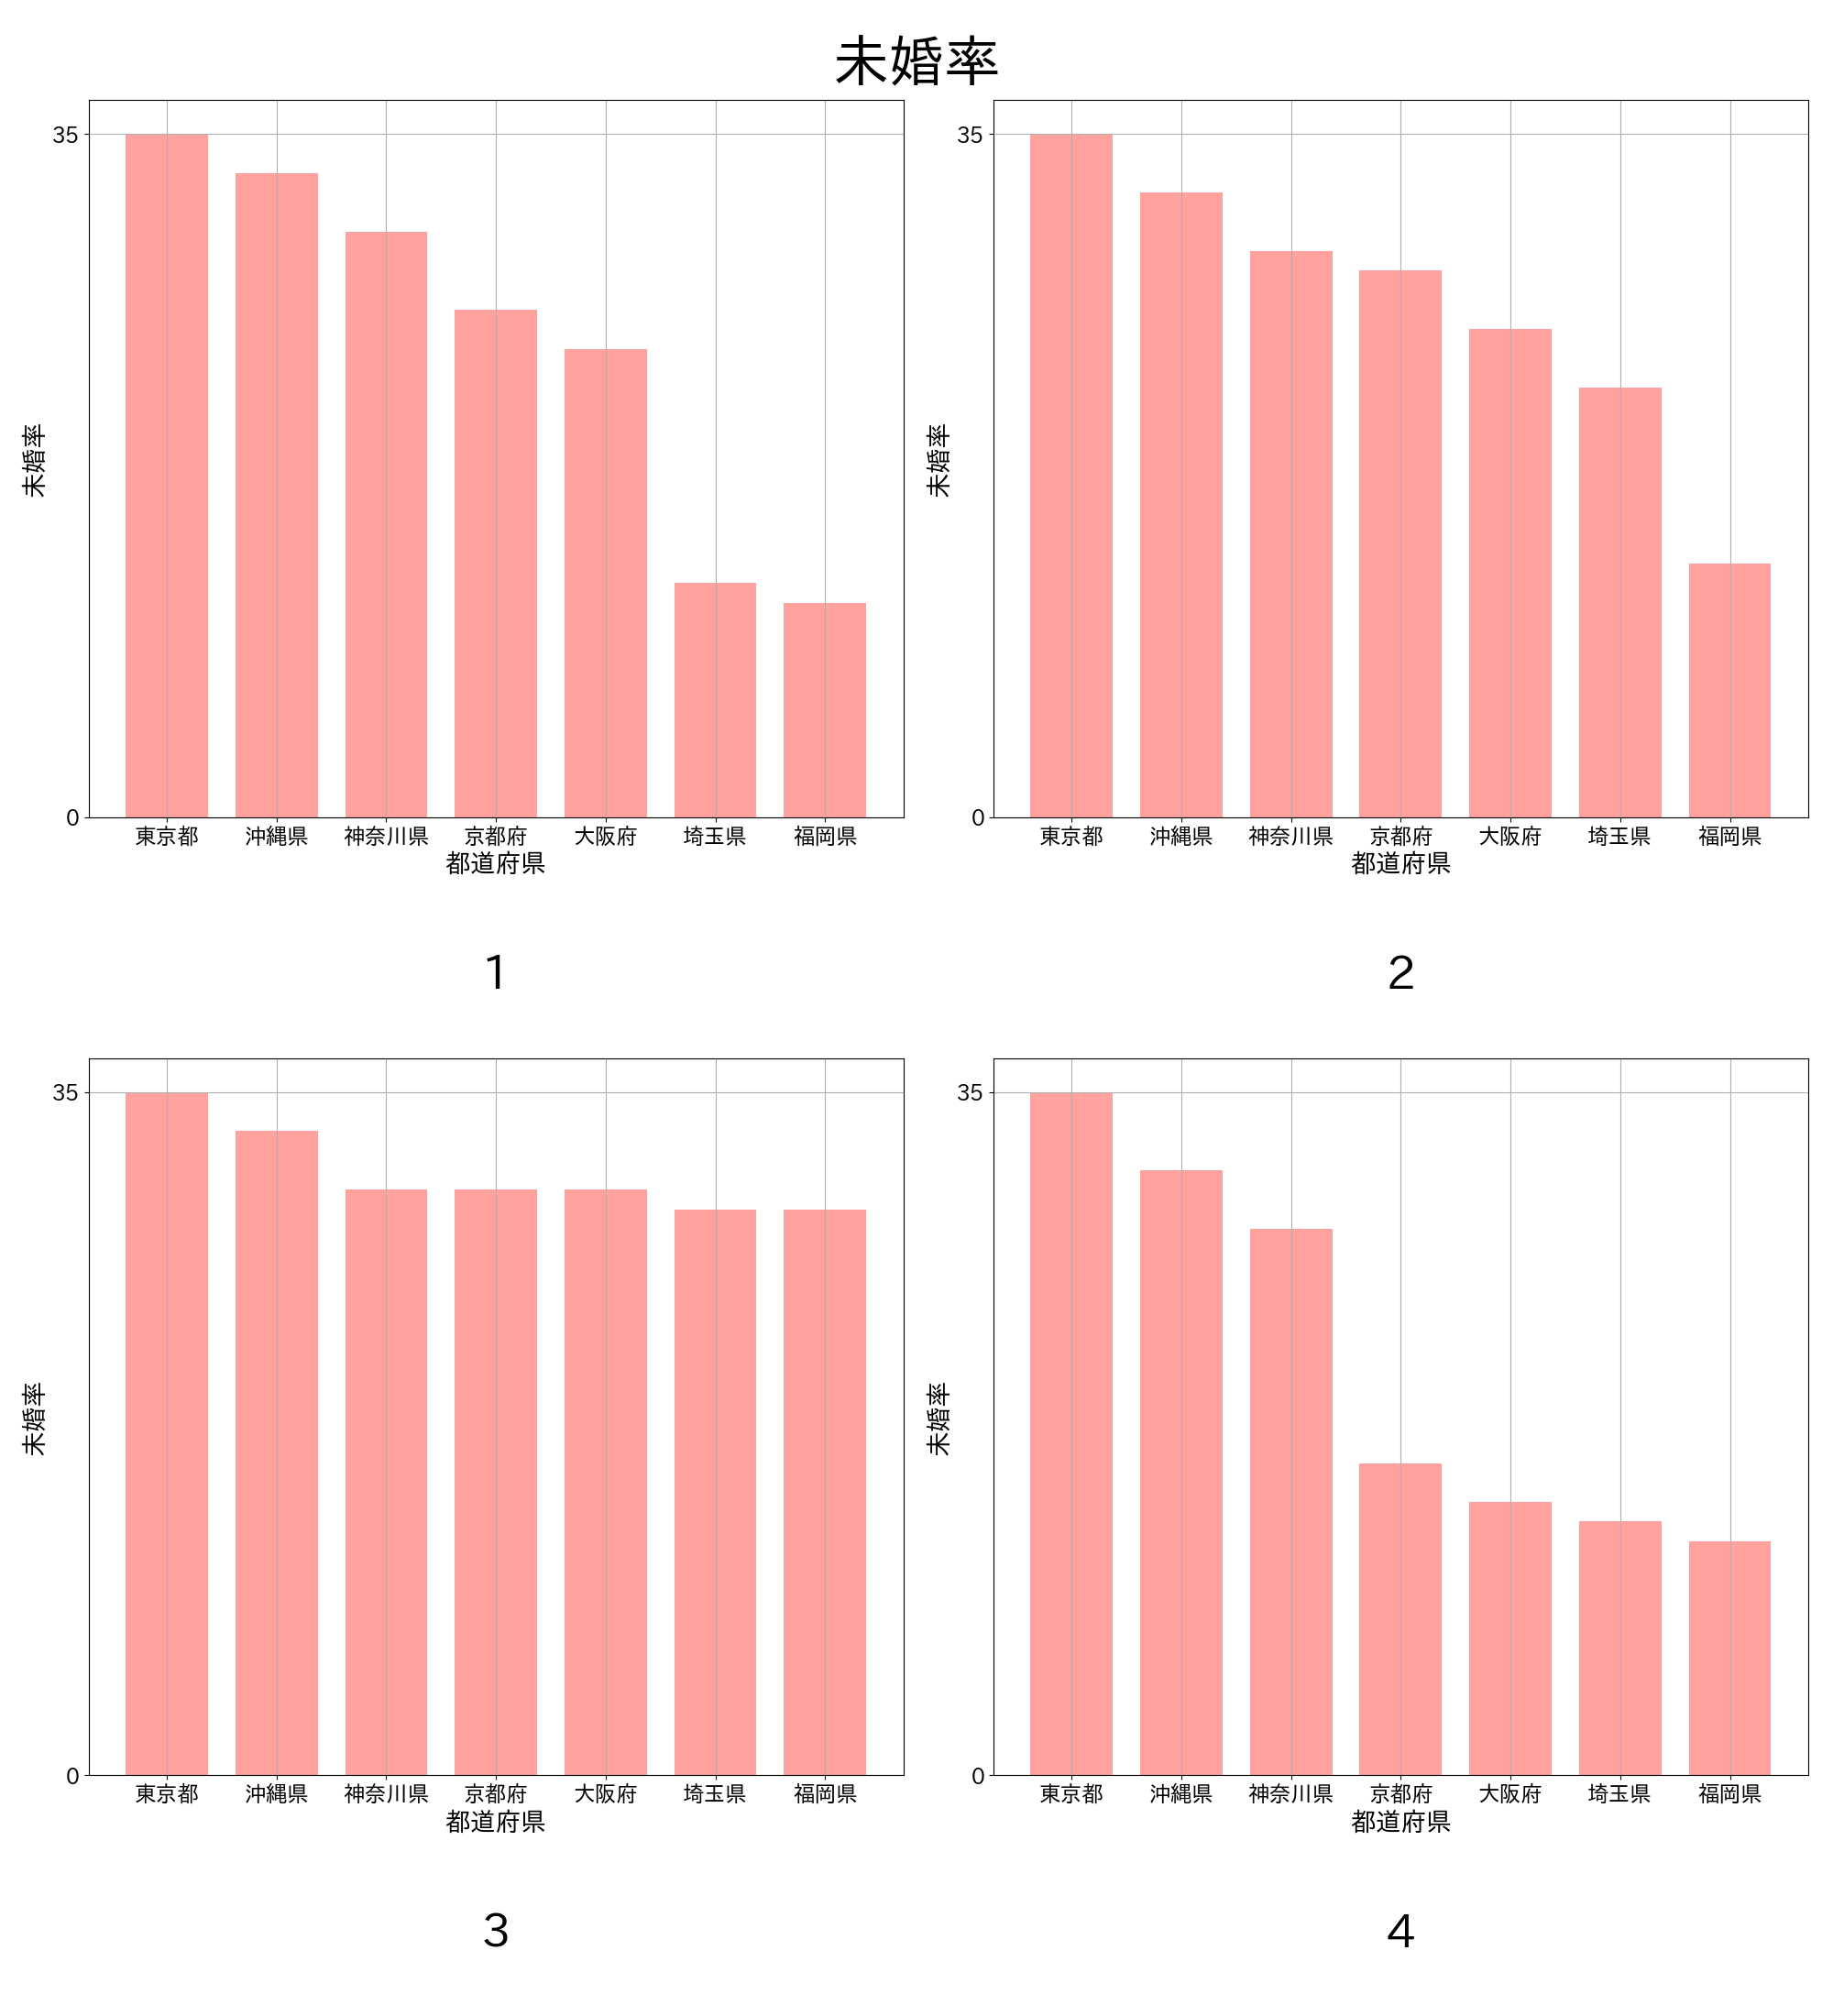 未婚率
35
0
未婚率
東京都 沖縄県 神奈川県 京都府 大阪府 埼玉県 福岡県
都道府県
1
35
0
未婚率
東京都 沖縄県 神奈川県 京都府 大阪府 埼玉県 福岡県
都道府県
2
35
0
未婚率
東京都 沖縄県 神奈川県 京都府 大阪府 埼玉県 福岡県
都道府県
3
35
0
未婚率
東京都 沖縄県 神奈川県 京都府 大阪府 埼玉県 福岡県
都道府県
4